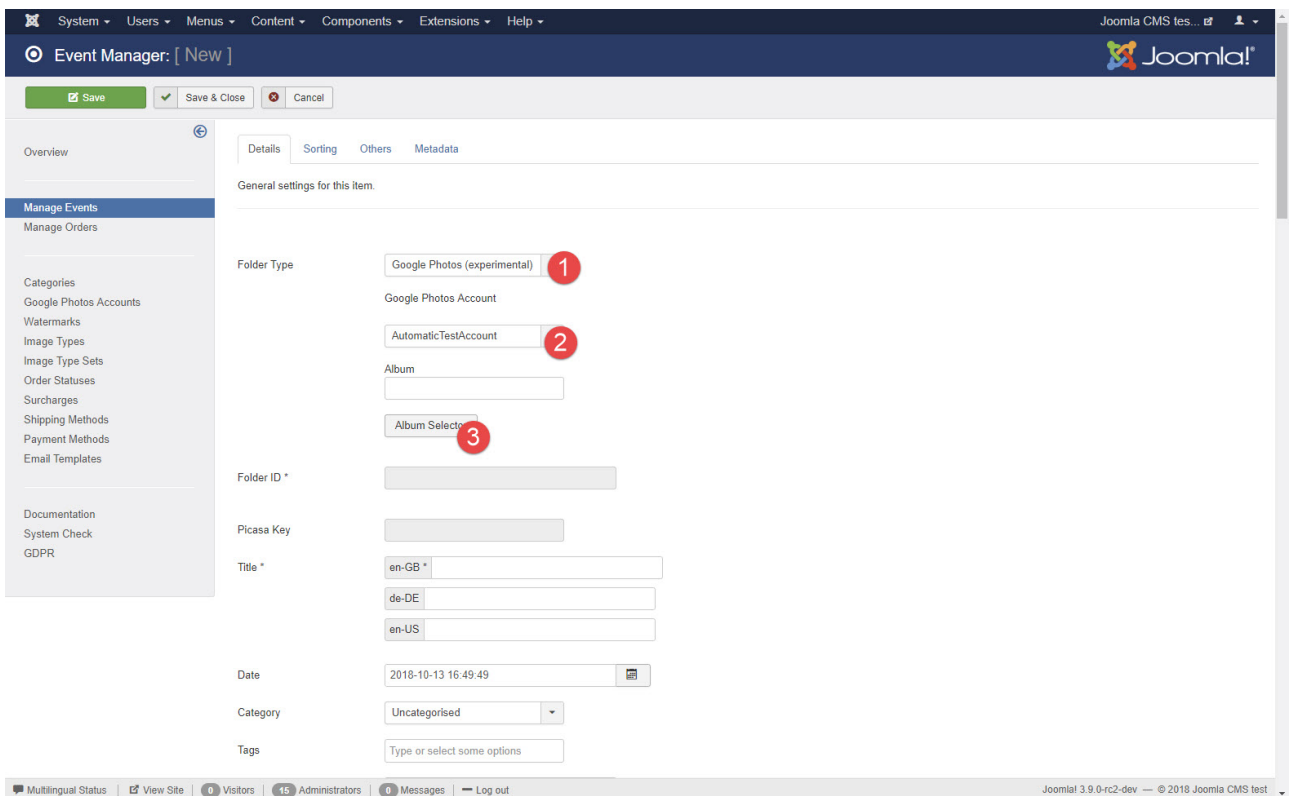 System Users Menus Content Components Extensions Help Joomla CMS tes...
Event Manager: [ New ] Joomla!®
Save Save & Close Cancel
Overview
Manage Events
Manage Orders
Categories
Google Photos Accounts
Watermarks
Image Types
Image Type Sets
Order Statuses
Surcharges
Shipping Methods
Payment Methods
Email Templates
Documentation
System Check
GDPR
Details Sorting Others Metadata
General settings for this item.
Folder Type Google Photos (experimental) 1
Google Photos Account
AutomaticTestAccount 2
Album
Album Selecto 3
Folder ID *
Picasa Key
Title * en-GB *
de-DE
en-US
Date 2018-10-13 16:49:49
Category Uncategorised
Tags Type or select some options
Multilingual Status View Site 0 Visitors 15 Administrators 0 Messages Log out Joomla! 3.9.0-rc2-dev — © 2018 Joomla CMS test